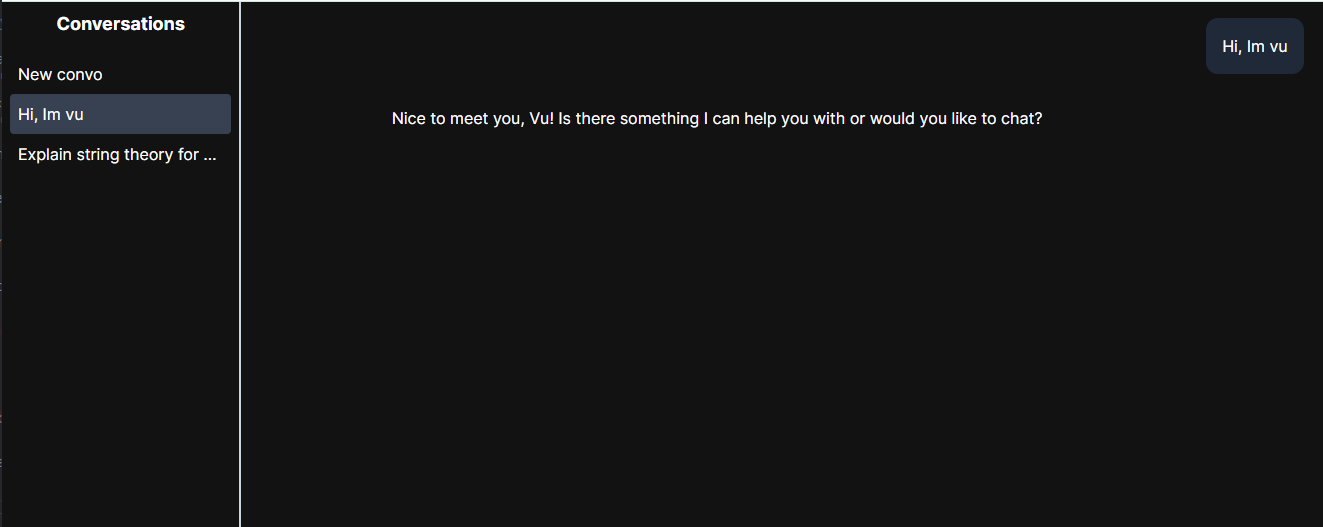 Conversations
New convo
Hi, Im vu
Explain string theory for ...
Hi, Im vu
Nice to meet you, Vu! Is there something I can help you with or would you like to chat?